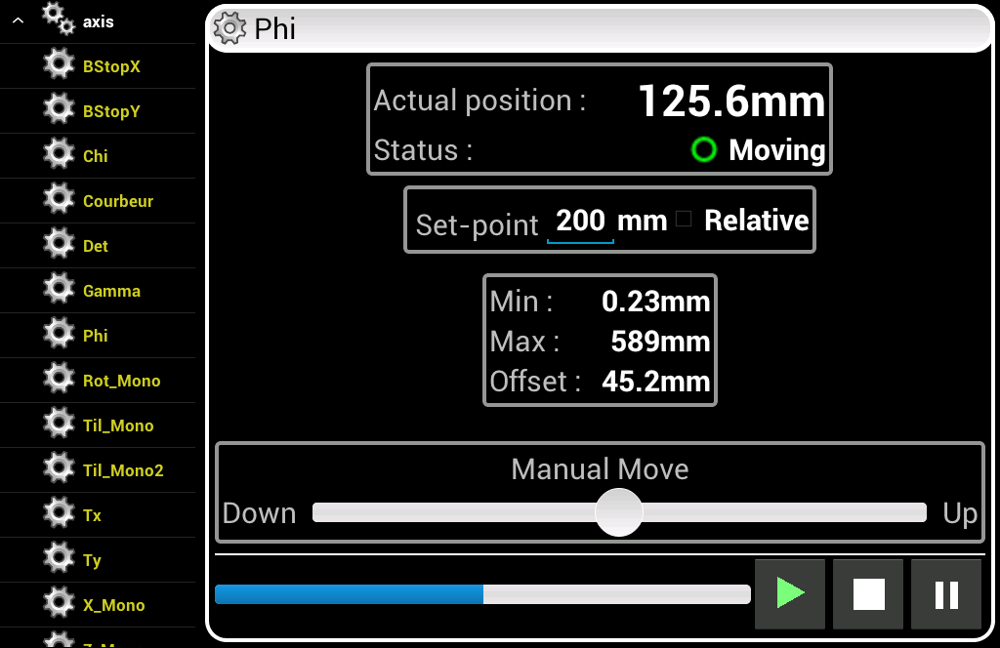 axis
BStopX
BStopY
Chi
Courbeur
Det
Gamma
Phi
Rot_Mono
Til_Mono
Til_Mono2
Tx
Ty
X_Mono
Phi
Actual position : 125.6mm
Status : Moving
Set-point 200 mm Relative
Min : 0.23mm
Max : 589mm
Offset : 45.2mm
Manual Move
Down Up